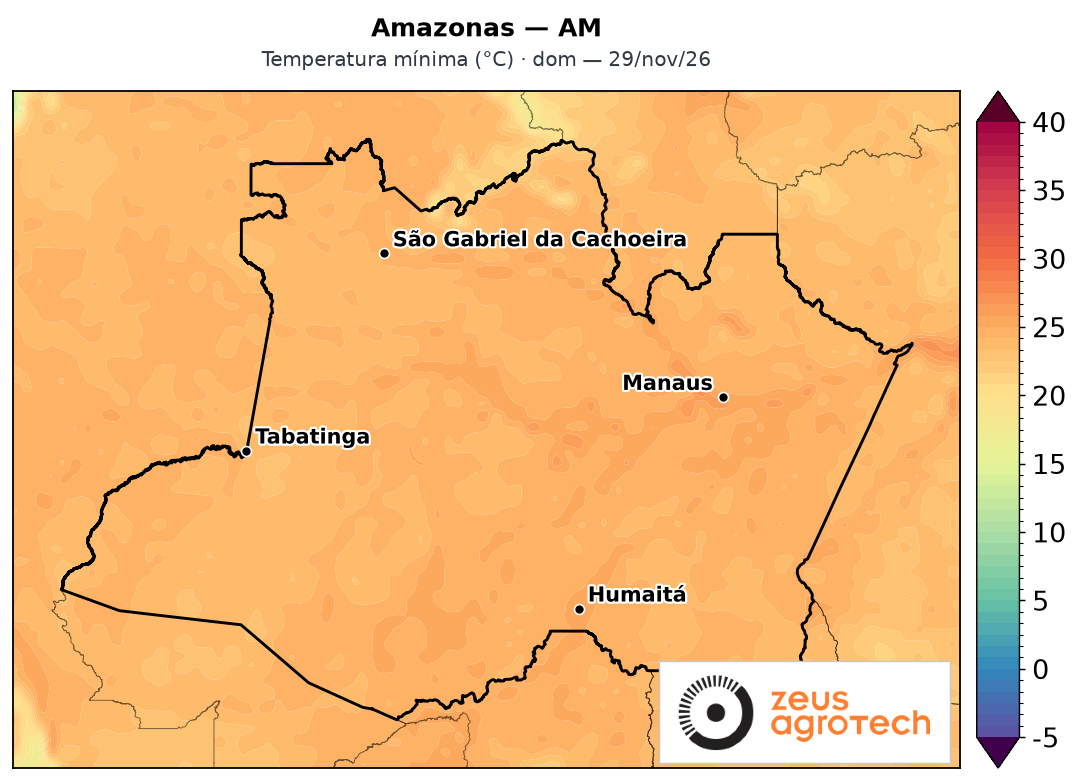 Amazonas — AM
Temperatura mínima (°C) · dom — 29/nov/26
São Gabriel da Cachoeira
Manaus
Tabatinga
Humaitá
zeus
agrotech
40
35
30
25
20
15
10
5
0
-5